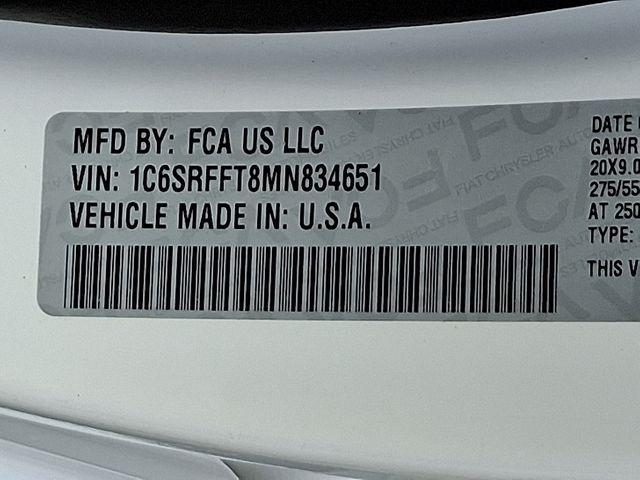 MFD BY: FCA US LLC
VIN: 1C6SRFFT8MN834651
VEHICLE MADE IN: U.S.A.
DATE
GAWR
20X9.0
275/55
AT 250
TYPE:
THIS V